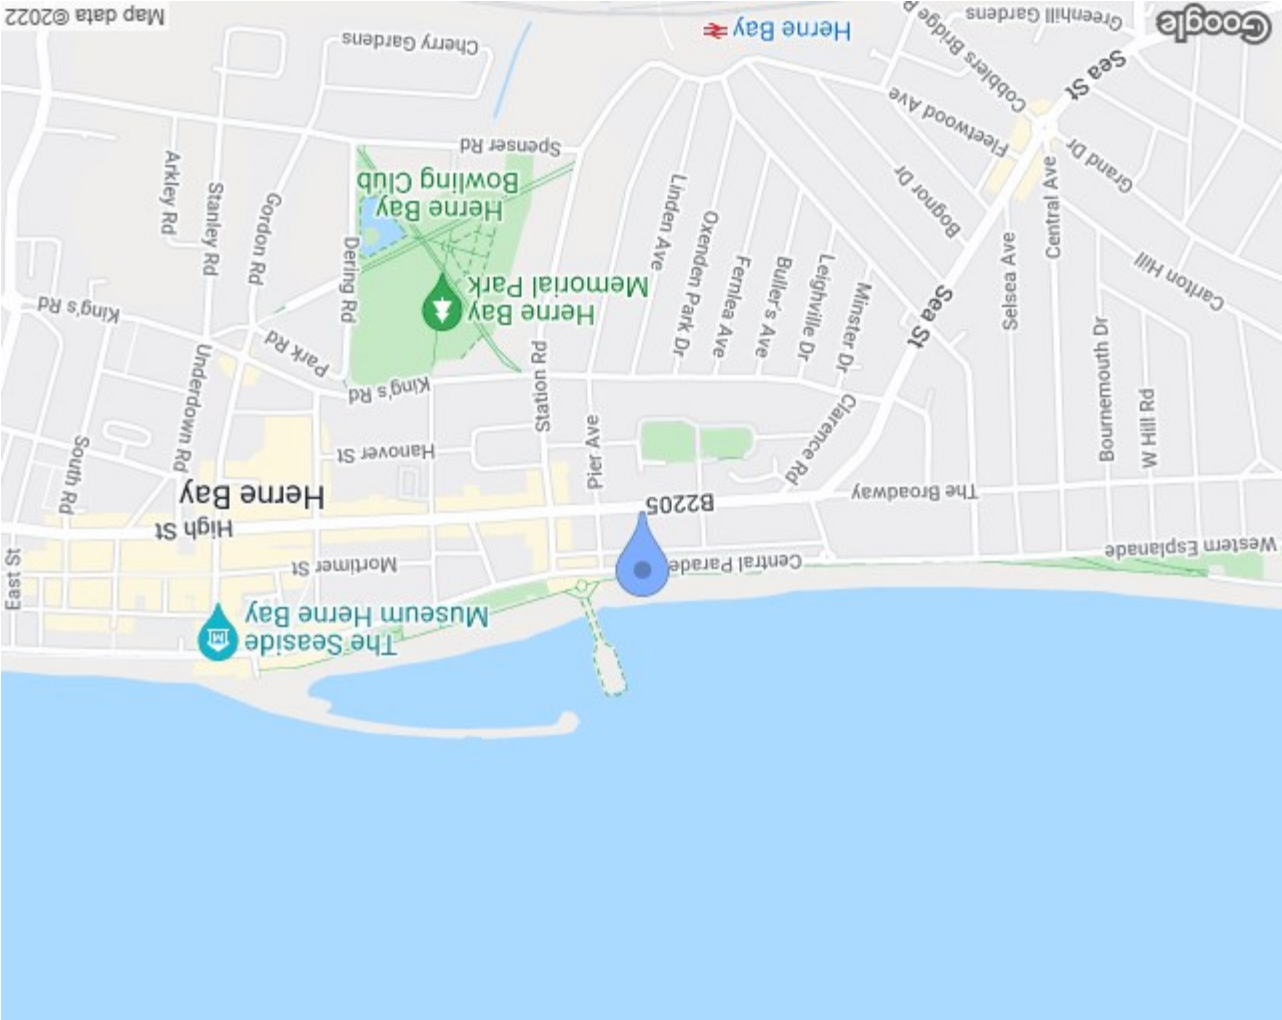 The Seaside
Museum Herne Bay
Western Esplanade
Central Parade
Mortimer St
East St
High St
B2205
The Broadway
Herne Bay
Hanover St
South Rd
Underdown Rd
Pier Ave
Station Rd
Clarence Rd
W Hill Rd
Bournemouth Dr
King's Rd
Park Rd
King's Rd
Herne Bay
Memorial Park
Minster Dr
Leighville Dr
Buller's Ave
Fernlea Ave
Oxenden Park Dr
Linden Ave
Sea St
Selsea Ave
Carlton Hill
Dering Rd
Gordon Rd
Stanley Rd
Arkley Rd
Herne Bay
Bowling Club
Bognor Dr
Central Ave
Grand Dr
Spenser Rd
Fleetwood Ave
Cobblers Bridge R
Sea St
Cherry Gardens
Herne Bay
Greenhill Gardens
Google
Map data ©2022